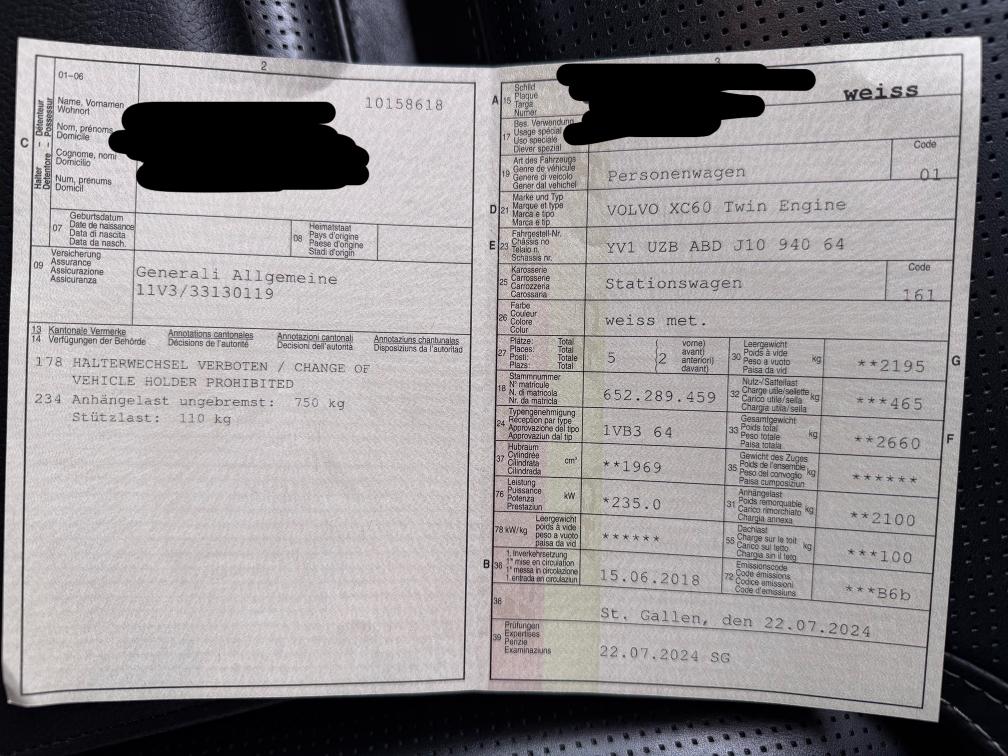 2
01-06
C
Halter – Détenteur
Detentore – Possessur
Name, Vornamen
Wohnort
Nom, prénoms
Domicile
Cognome, nomi
Domicilio
Num, prenums
Domicil
10158618
07
Geburtsdatum
Date de naissance
Data di nascita
Data da nasch.
08
Heimatstaat
Pays d'origine
Paese d'origine
Stadi d'origin
09
Versicherung
Assurance
Assicurazione
Assicuranza
Generali Allgemeine
11V3/33130119
13
14
Kantonale Vermerke
Verfügungen der Behörde
Annotations cantonales
Décisions de l'autorité
Annotazioni cantonali
Decisioni dell'autorità
Annotaziuns chantunalas
Disposiziuns da l'autoritad
178 HALTERWECHSEL VERBOTEN / CHANGE OF
VEHICLE HOLDER PROHIBITED
234 Anhängelast ungebremst: 750 kg
Stützlast: 110 kg
3
A
15
Schild
Plaque
Targa
Numer
weiss
17
Bes. Verwendung
Usage spécial
Uso speciale
Diever spezial
19
Art des Fahrzeugs
Genre de véhicule
Genere di veicolo
Gener dal vehichel
Personenwagen
Code
01
D
21
Marke und Typ
Marque et type
Marca e tipo
Marca e tip
VOLVO XC60 Twin Engine
E
23
Fahrgestell-Nr.
Châssis no
Telaio n.
Schassis nr.
YV1 UZB ABD J10 940 64
25
Karosserie
Carrosserie
Carrozzeria
Carossaria
Stationswagen
Code
161
26
Farbe
Couleur
Colore
Colur
weiss met.
27
Plätze: Total
Places: Total
Posti: Totale
Plazs: Totale
5
(2
vorne)
avant)
anteriori)
davant)
30
Leergewicht
Poids à vide
Peso a vuoto
Paisa da vid
kg
**2195
G
18
Stammnummer
N° matricule
N. di matricola
Nr. da matricla
652.289.459
32
Nutz-/Sattellast
Charge utile/sellette
Carico utile/sella
Chargia utila/sella
kg
***465
24
Typengenehmigung
Réception par type
Approvazione del tipo
Approvaziun dal tip
1VB3 64
33
Gesamtgewicht
Poids total
Peso totale
Paisa totala
kg
**2660
F
37
Hubraum
Cylindrée
Cilindrata
Cilindrada
cm³
**1969
35
Gewicht des Zuges
Poids de l'ensemble
Peso del convoglio
Paisa cumposiziun
kg
******
76
Leistung
Puissance
Potenza
Prestaziun
kW
*235.0
31
Anhängelast
Poids remorquable
Carico rimorchiato
Chargia annexa
kg
**2100
78 kW/kg
Leergewicht
poids à vide
peso a vuoto
paisa da vid
******
55
Dachlast
Charge sur le toit
Carico sul tetto
Chargia sin il tetg
kg
***100
B
36
1. Inverkehrsetzung
1re mise en circulation
1a messa in circolazione
1. entrada en circulaziun
15.06.2018
72
Emissionscode
Code émissions
Codice emissioni
Code d'emissiuns
***B6b
38
St. Gallen, den 22.07.2024
39
Prüfungen
Expertises
Perizie
Examinaziuns
22.07.2024 SG